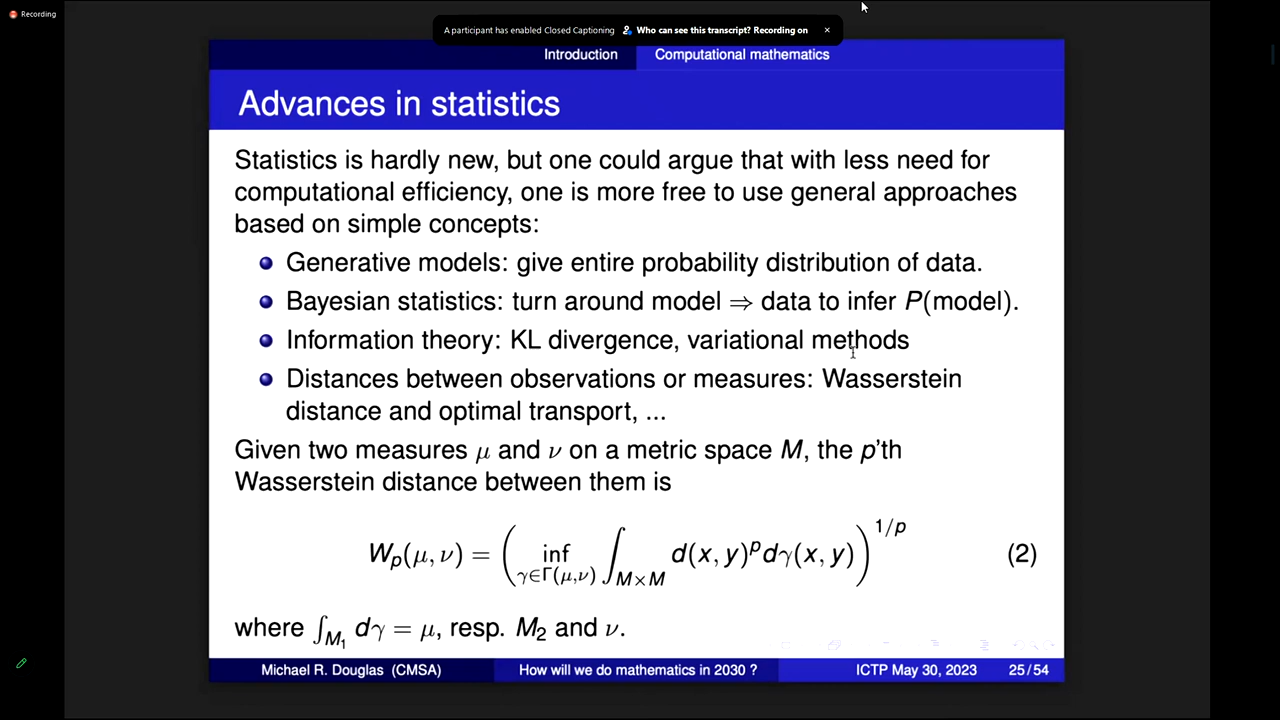 Recording
A participant has enabled Closed Captioning Who can see this transcript? Recording on ×
Introduction Computational mathematics
Advances in statistics
Statistics is hardly new, but one could argue that with less need for
computational efficiency, one is more free to use general approaches
based on simple concepts:
Generative models: give entire probability distribution of data.
Bayesian statistics: turn around model ⇒ data to infer P(model).
Information theory: KL divergence, variational methods
Distances between observations or measures: Wasserstein
distance and optimal transport, ...
Given two measures μ and ν on a metric space M, the p'th
Wasserstein distance between them is
W_p(μ, ν) = ( inf_{γ∈Γ(μ,ν)} ∫_{M×M} d(x, y)^p dγ(x, y) )^{1/p} (2)
where ∫_{M_1} dγ = μ, resp. M_2 and ν.
Michael R. Douglas (CMSA) How will we do mathematics in 2030 ? ICTP May 30, 2023 25 / 54